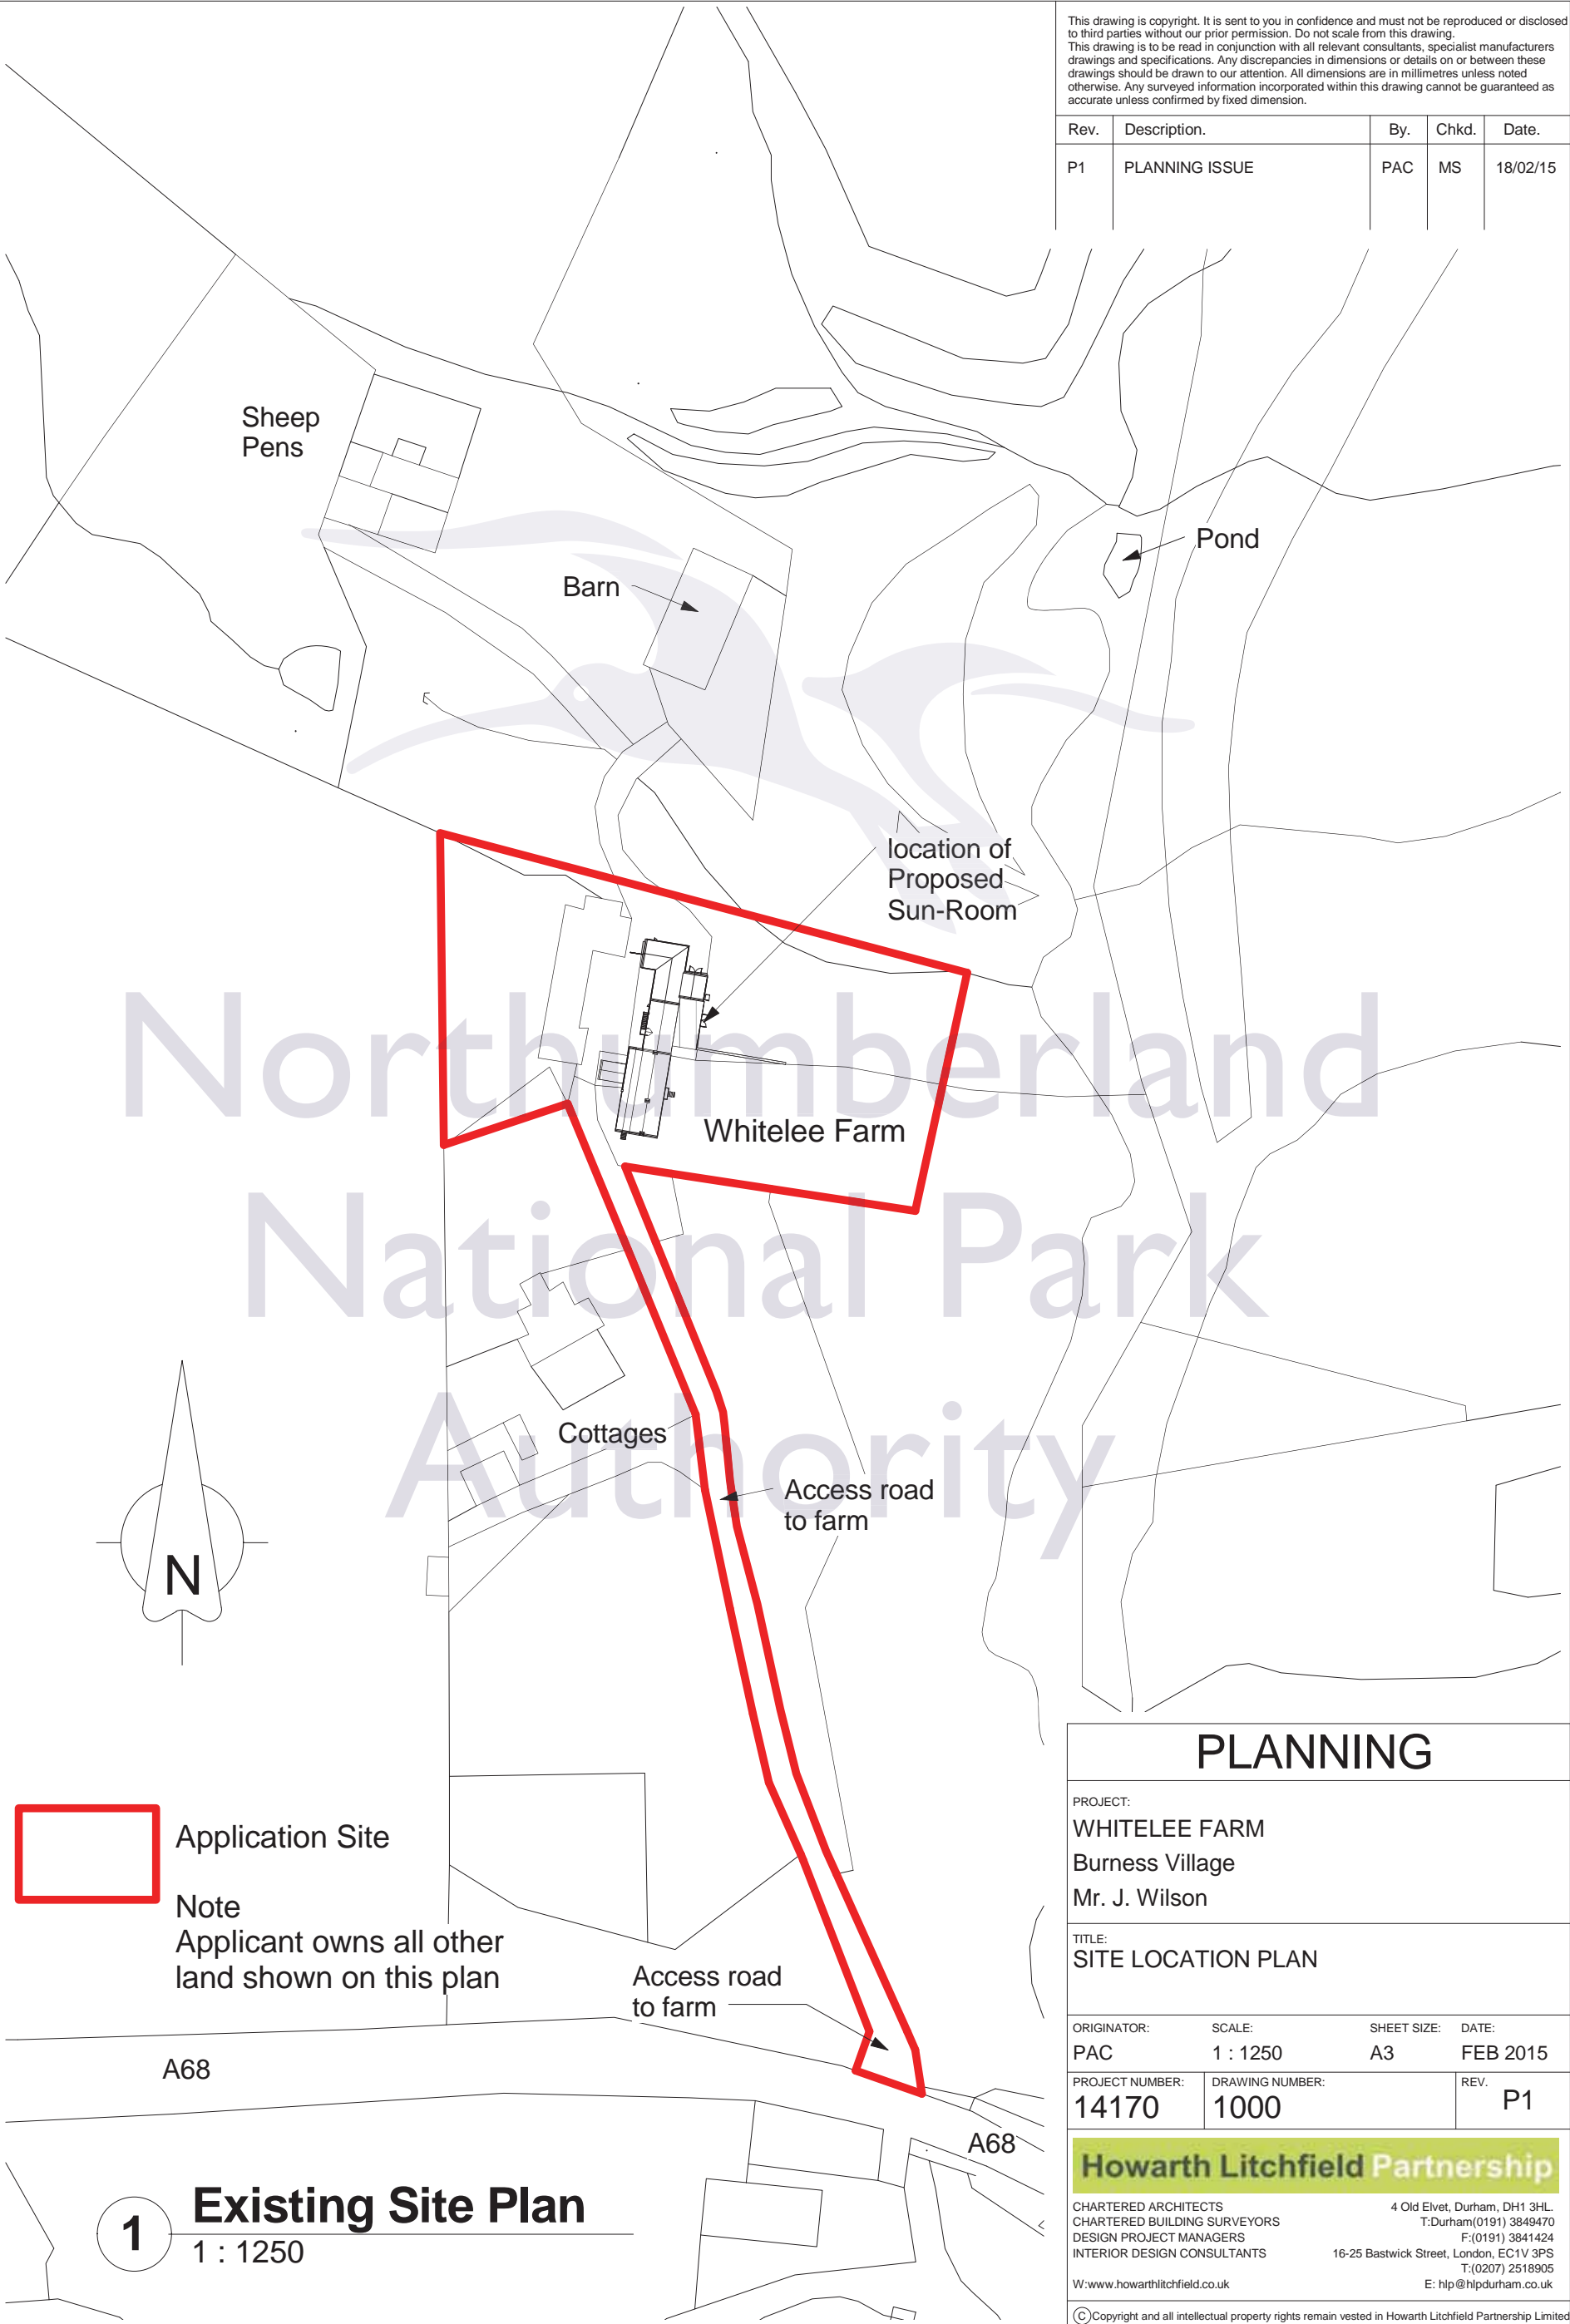 This drawing is copyright. It is sent to you in confidence and must not be reproduced or disclosed
to third parties without our prior permission. Do not scale from this drawing.
This drawing is to be read in conjunction with all relevant consultants, specialist manufacturers
drawings and specifications. Any discrepancies in dimensions or details on or between these
drawings should be drawn to our attention. All dimensions are in millimetres unless noted
otherwise. Any surveyed information incorporated within this drawing cannot be guaranteed as
accurate unless confirmed by fixed dimension.
Rev. Description. By. Chkd. Date.
P1 PLANNING ISSUE PAC MS 18/02/15
Sheep
Pens
Pond
Barn
location of
Proposed
Sun-Room
Northumberland
National Park
Authority
Whitelee Farm
Cottages
Access road
to farm
N
Application Site
Note
Applicant owns all other
land shown on this plan
Access road
to farm
A68
A68
1 Existing Site Plan
1 : 1250
PLANNING
PROJECT:
WHITELEE FARM
Burness Village
Mr. J. Wilson
TITLE:
SITE LOCATION PLAN
ORIGINATOR: SCALE: SHEET SIZE: DATE:
PAC 1 : 1250 A3 FEB 2015
PROJECT NUMBER: DRAWING NUMBER: REV.
14170 1000 P1
Howarth Litchfield Partnership
CHARTERED ARCHITECTS 4 Old Elvet, Durham, DH1 3HL.
CHARTERED BUILDING SURVEYORS T:Durham(0191) 3849470
DESIGN PROJECT MANAGERS F:(0191) 3841424
INTERIOR DESIGN CONSULTANTS 16-25 Bastwick Street, London, EC1V 3PS
T:(0207) 2518905
W:www.howarthlitchfield.co.uk E: hlp@hlpdurham.co.uk
©Copyright and all intellectual property rights remain vested in Howarth Litchfield Partnership Limited